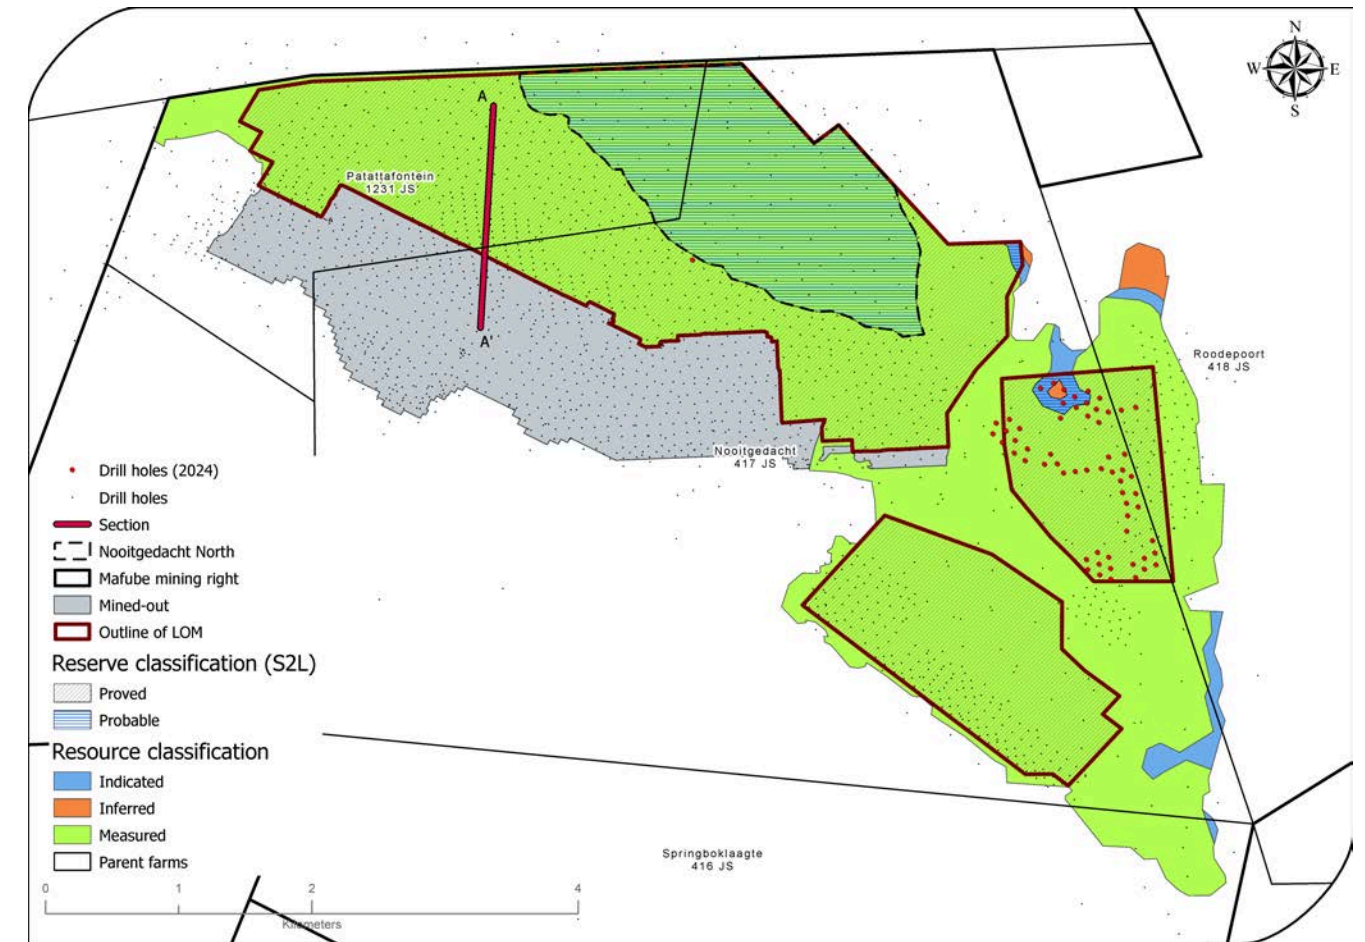 N
W E
S
A
Patattafontein
1231 JS
A'
Roodepoort
418 JS
Nooitgedacht
417 JS
Drill holes (2024)
Drill holes
Section
Nooitgedacht North
Mafube mining right
Mined-out
Outline of LOM
Reserve classification (S2L)
Proved
Probable
Resource classification
Indicated
Inferred
Measured
Parent farms
Springboklaagte
416 JS
0 1 2 4
Kilometers